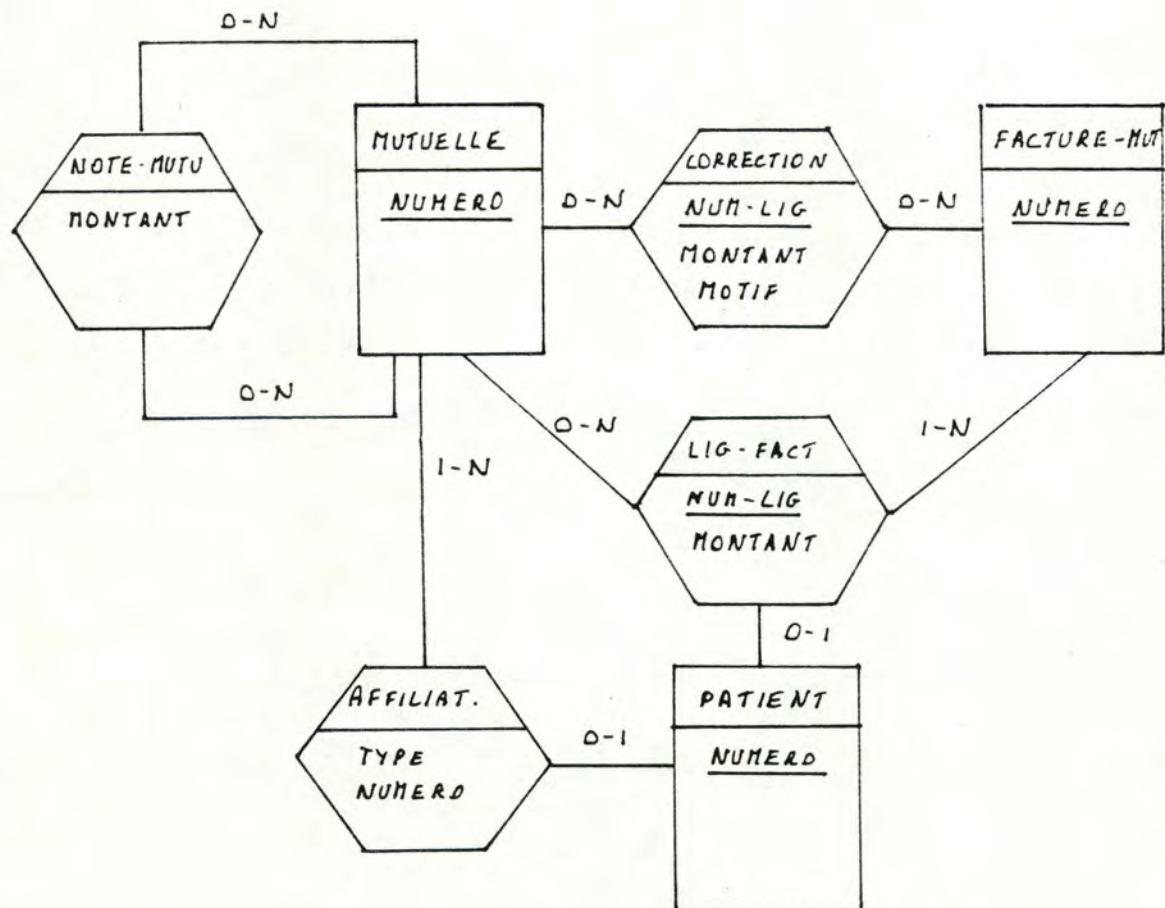 0-N
NOTE-MUTU
MONTANT
0-N
MUTUELLE
NUMERO
0-N
CORRECTION
NUM-LIG
MONTANT
MOTIF
0-N
FACTURE-MUT
NUMERO
0-N
1-N
LIG-FACT
NUM-LIG
MONTANT
1-N
0-1
AFFILIAT.
TYPE
NUMERO
0-1
PATIENT
NUMERO